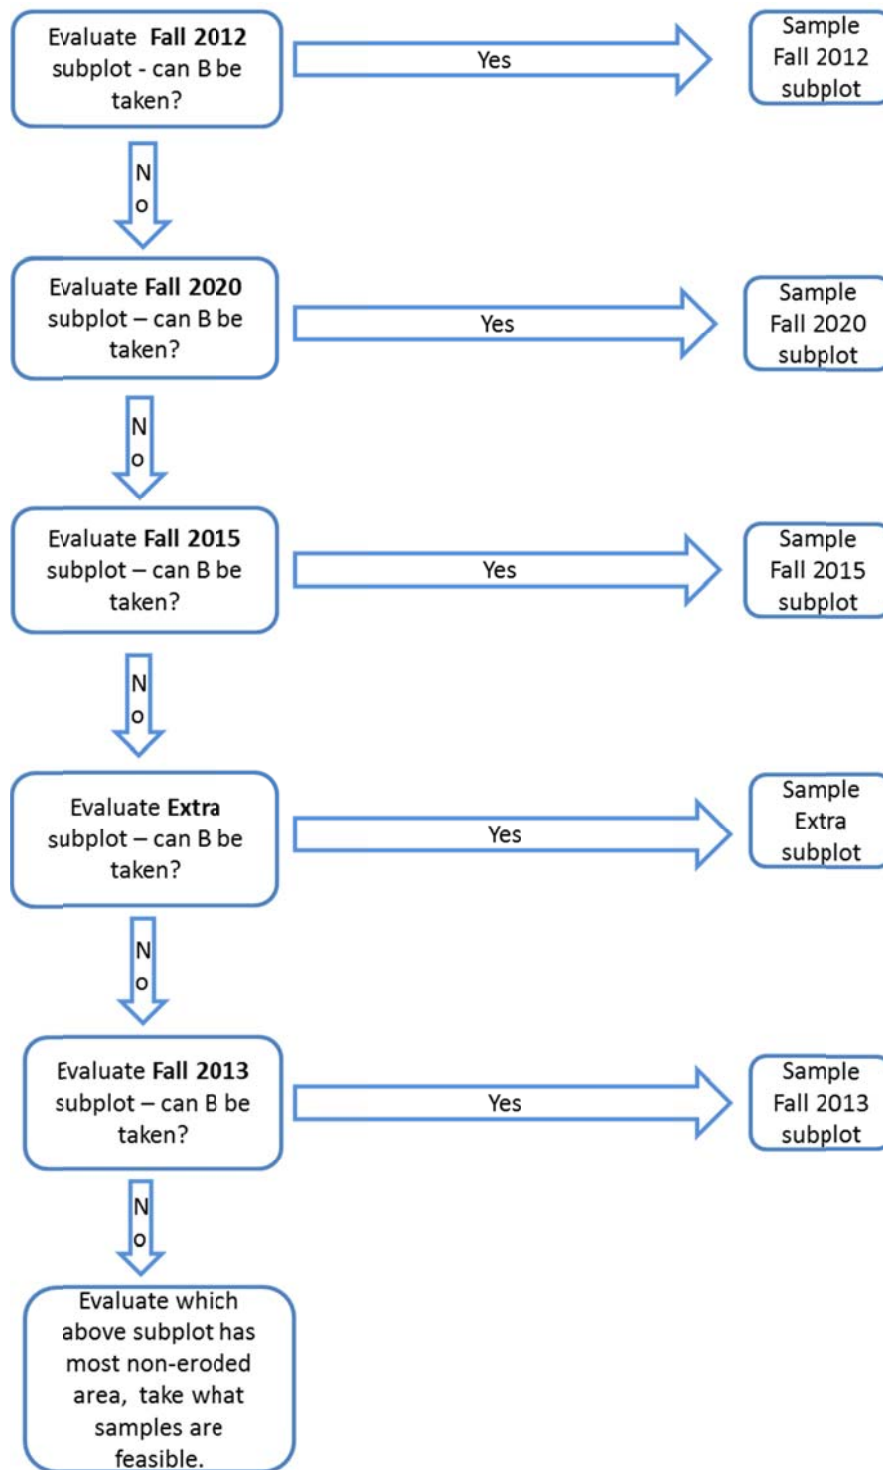 Evaluate Fall 2012
subplot - can B be
taken?
Yes
Sample
Fall 2012
subplot
N
o
Evaluate Fall 2020
subplot – can B be
taken?
Yes
Sample
Fall 2020
subplot
N
o
Evaluate Fall 2015
subplot – can B be
taken?
Yes
Sample
Fall 2015
subplot
N
o
Evaluate Extra
subplot – can B be
taken?
Yes
Sample
Extra
subplot
N
o
Evaluate Fall 2013
subplot – can B be
taken?
Yes
Sample
Fall 2013
subplot
N
o
Evaluate which
above subplot has
most non-eroded
area, take what
samples are
feasible.